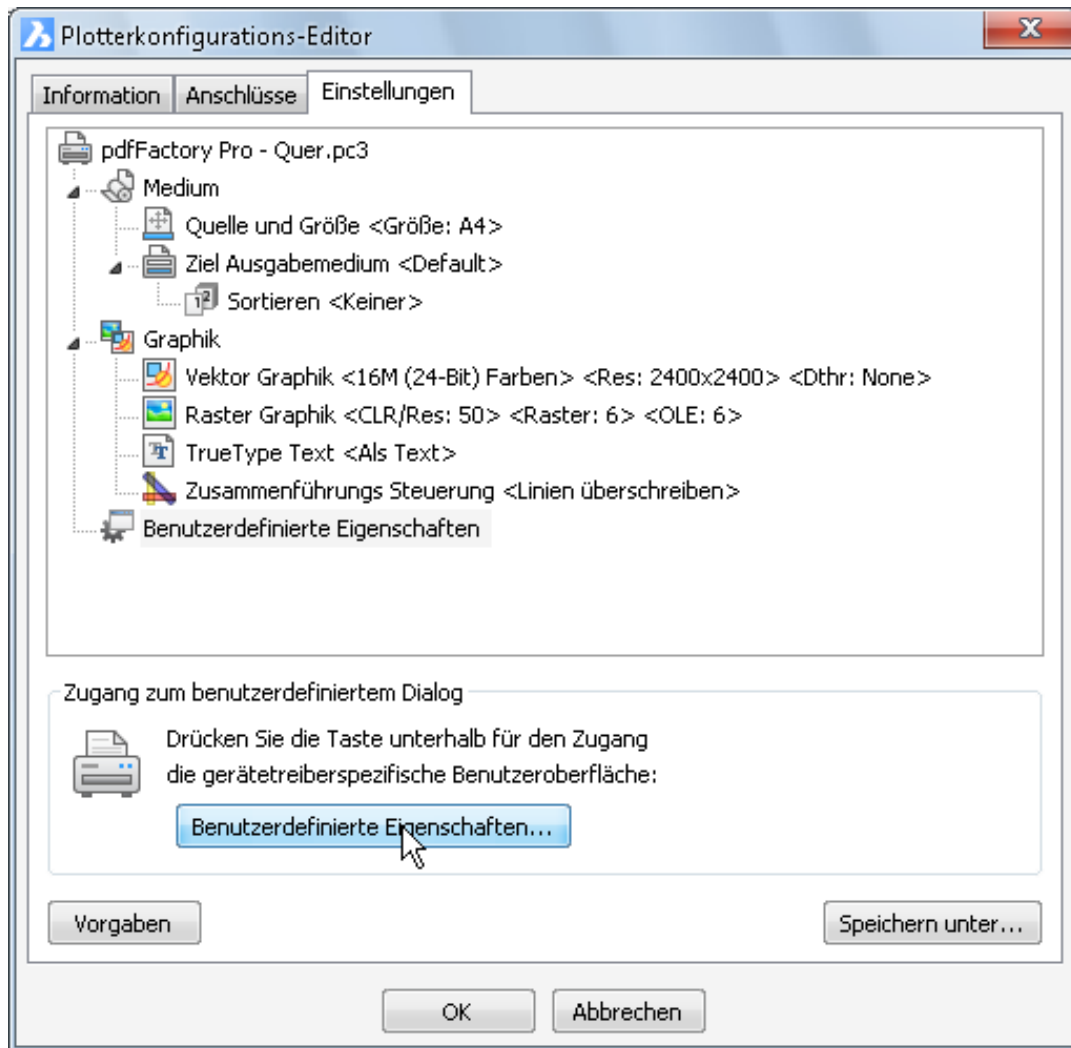 Plotterkonfigurations-Editor
Information
Anschlüsse
Einstellungen
pdfFactory Pro - Quer.pc3
Medium
Quelle und Größe <Größe: A4>
Ziel Ausgabemedium <Default>
Sortieren <Keiner>
Graphik
Vektor Graphik <16M (24-Bit) Farben> <Res: 2400x2400> <Dthr: None>
Raster Graphik <CLR/Res: 50> <Raster: 6> <OLE: 6>
TrueType Text <Als Text>
Zusammenführungs Steuerung <Linien überschreiben>
Benutzerdefinierte Eigenschaften
Zugang zum benutzerdefiniertem Dialog
Drücken Sie die Taste unterhalb für den Zugang
die gerätetreiberspezifische Benutzeroberfläche:
Benutzerdefinierte Eigenschaften...
Vorgaben
Speichern unter...
OK
Abbrechen